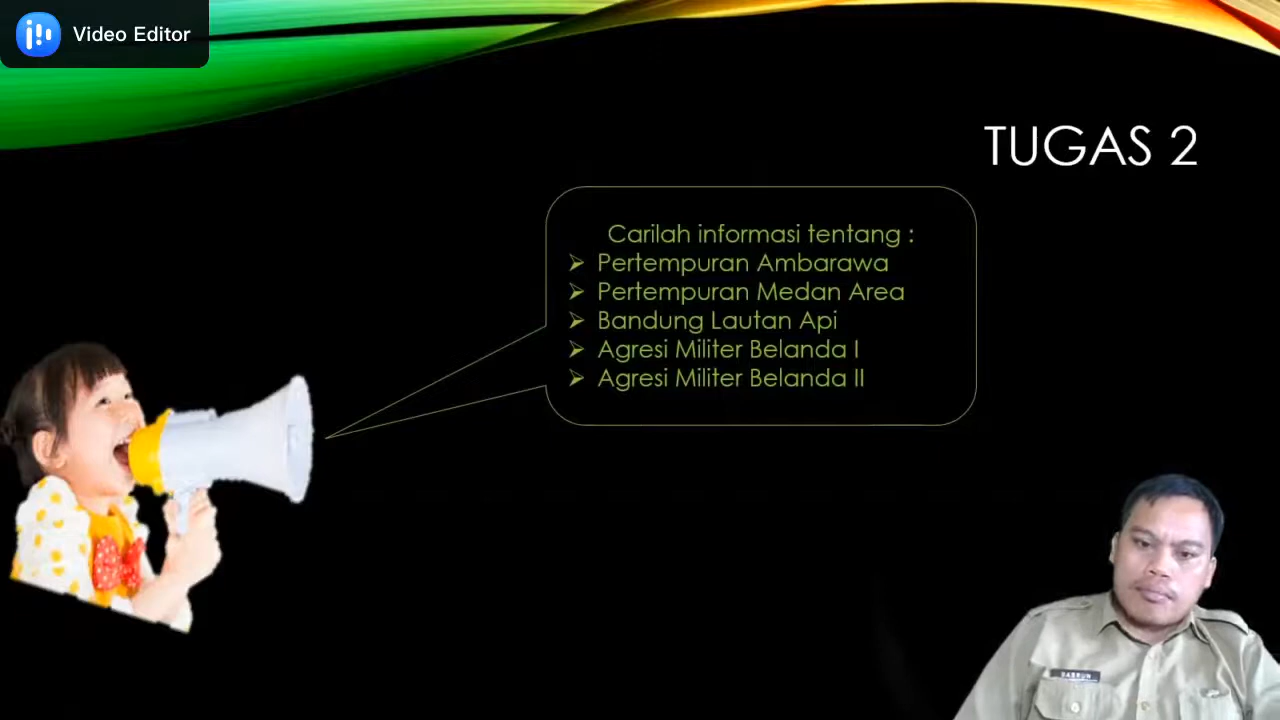 Video Editor
TUGAS 2
Carilah informasi tentang :
➢ Pertempuran Ambarawa
➢ Pertempuran Medan Area
➢ Bandung Lautan Api
➢ Agresi Militer Belanda I
➢ Agresi Militer Belanda II